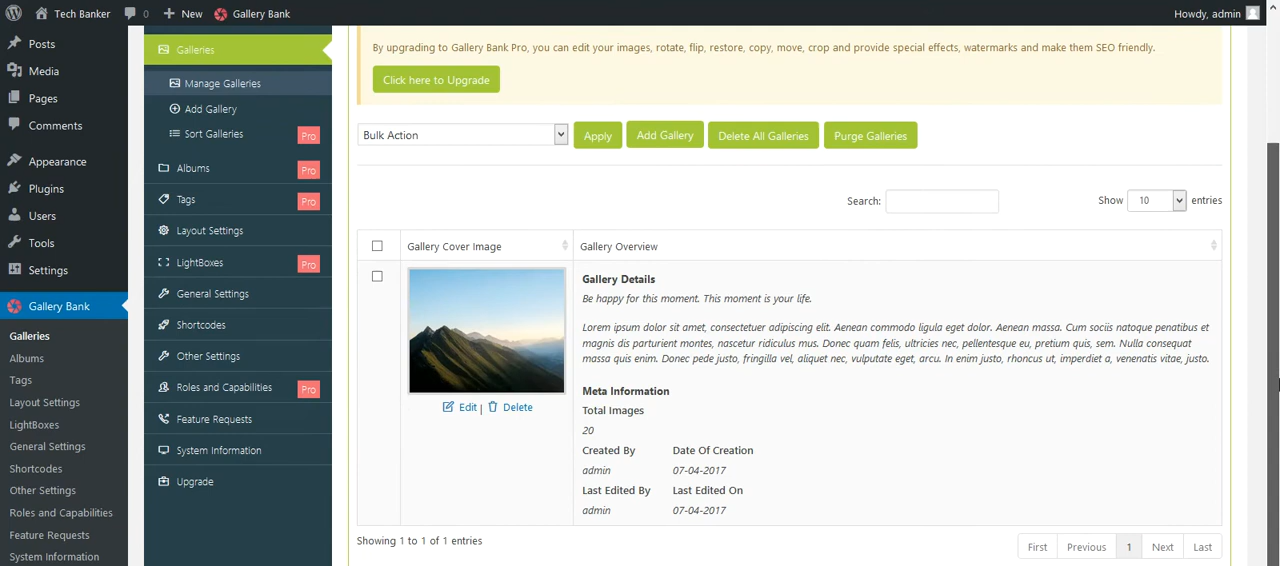 Tech Banker
0
New
Gallery Bank
Howdy, admin
Posts
Media
Pages
Comments
Appearance
Plugins
Users
Tools
Settings
Gallery Bank
Galleries
Albums
Tags
Layout Settings
LightBoxes
General Settings
Shortcodes
Other Settings
Roles and Capabilities
Feature Requests
System Information
Galleries
Manage Galleries
Add Gallery
Sort Galleries Pro
Albums Pro
Tags Pro
Layout Settings
LightBoxes Pro
General Settings
Shortcodes
Other Settings
Roles and Capabilities Pro
Feature Requests
System Information
Upgrade
By upgrading to Gallery Bank Pro, you can edit your images, rotate, flip, restore, copy, move, crop and provide special effects, watermarks and make them SEO friendly.
Click here to Upgrade
Bulk Action
Apply
Add Gallery
Delete All Galleries
Purge Galleries
Search:
Show 10 entries
Gallery Cover Image
Gallery Overview
Edit | Delete
Gallery Details
Be happy for this moment. This moment is your life.
Lorem ipsum dolor sit amet, consectetuer adipiscing elit. Aenean commodo ligula eget dolor. Aenean massa. Cum sociis natoque penatibus et
magnis dis parturient montes, nascetur ridiculus mus. Donec quam felis, ultricies nec, pellentesque eu, pretium quis, sem. Nulla consequat
massa quis enim. Donec pede justo, fringilla vel, aliquet nec, vulputate eget, arcu. In enim justo, rhoncus ut, imperdiet a, venenatis vitae, justo.
Meta Information
Total Images
20
Created By Date Of Creation
admin 07-04-2017
Last Edited By Last Edited On
admin 07-04-2017
Showing 1 to 1 of 1 entries
First Previous 1 Next Last